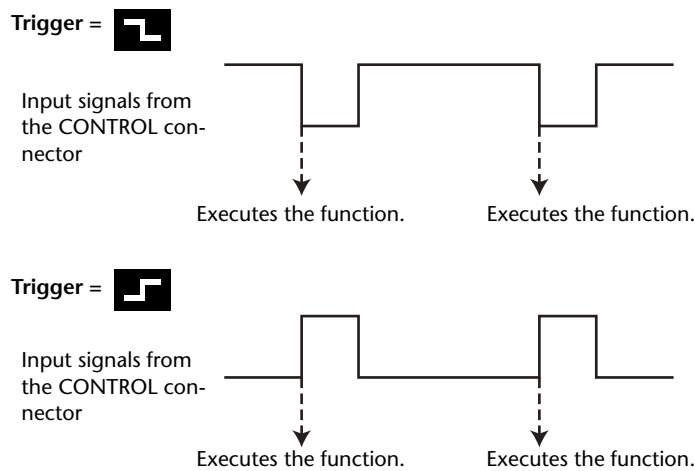 Trigger =
Input signals from
the CONTROL con-
nector
Executes the function.
Executes the function.
Trigger =
Input signals from
the CONTROL con-
nector
Executes the function.
Executes the function.